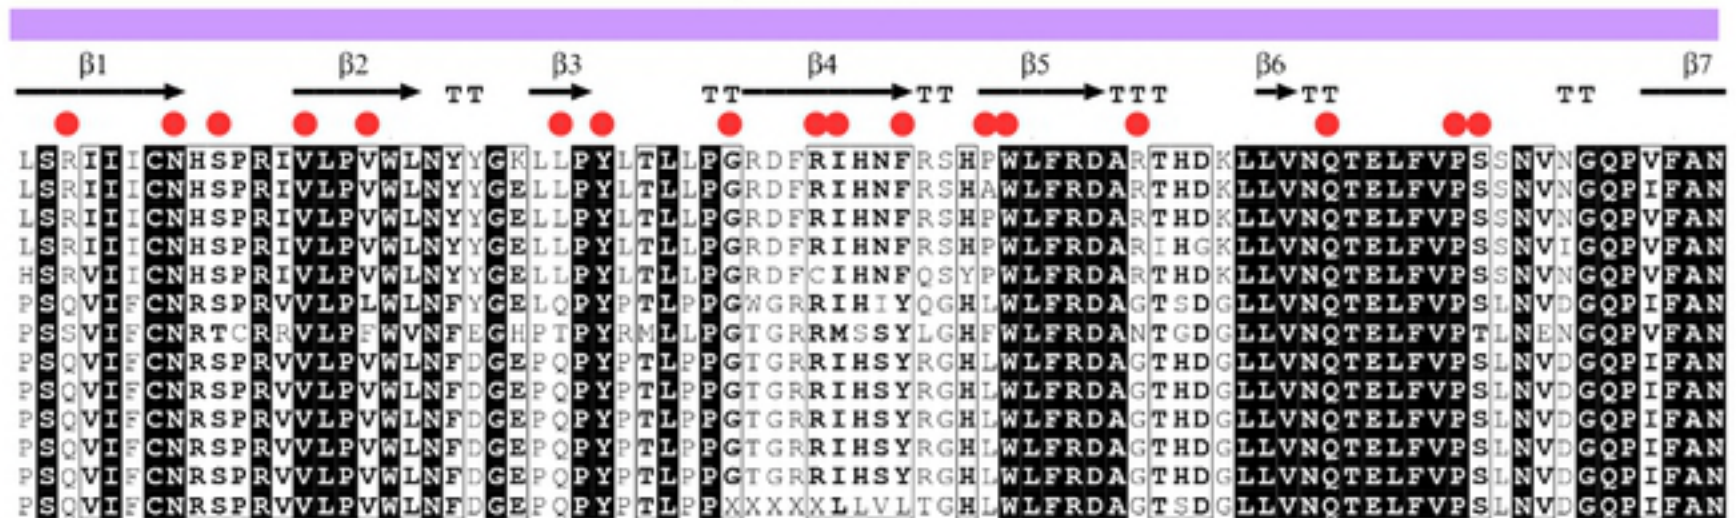 β1 β2 β3 β4 β5 β6 β7
TT TT TT TTT TT TT
LSRIIICNHSPRIVLPVWLNYYGKLLPYLTLLPGRDFRIHNFRSHPWLFRDARTHDKLLVNQTELFVPSSNVNGQPVFAN
LSRIIICNHSPRIVLPVWLNYYGELLPYLTLLPGRDFRIHNFRSHAWLFRDARTHDKLLVNQTELFVPSSNVNGQPIFAN
LSRIIICNHSPRIVLPVWLNYYGELLPYLTLLPGRDFRIHNFRSHPWLFRDARTHDKLLVNQTELFVPSSNVNGQPVFAN
LSRIIICNHSPRIVLPVWLNYYGELLPYLTLLPGRDFRIHNFRSHPWLFRDARIHGKLLVNQTELFVPSSNVIGQPVFAN
HSRVIICNHSPRIVLPVWLNYYGELLPYLTLLPGRDFCIHNFQSYPWLFRDARTHDKLLVNQTELFVPSSNVNGQPVFAN
PSQVIFCNRSPRVVLPLWLNFYGELQPYPTLPPGWGRRIHIYQGHLWLFRDAGTSDGLLVNQTELFVPSLNVDGQPIFAN
PSSVIFCNRTCRRVLPFWVNFEGHPTPYRMLLPGTGRRMSSYLGHFWLFRDANTGDGLLVNQTELFVPTLNENGQPVFAN
PSQVIFCNRSPRVVLPVWLNFDGEPQPYPTLPPGTGRRIHSYRGHLWLFRDAGTHDGLLVNQTELFVPSLNVDGQPIFAN
PSQVIFCNRSPRVVLPVWLNFDGEPQPYPTLPPGTGRRIHSYRGHLWLFRDAGTHDGLLVNQTELFVPSLNVDGQPIFAN
PSQVIFCNRSPRVVLPVWLNFDGEPQPYPTLPPGTGRRIHSYRGHLWLFRDAGTHDGLLVNQTELFVPSLNVDGQPIFAN
PSQVIFCNRSPRVVLPVWLNFDGEPQPYPTLPPGTGRRIHSYRGHLWLFRDAGTHDGLLVNQTELFVPSLNVDGQPIFAN
PSQVIFCNRSPRVVLPVWLNFDGEPQPYPTLPPGTGRRIHSYRGHLWLFRDAGTHDGLLVNQTELFVPSLNVDGQPIFAN
PSQVIFCNRSPRVVLPVWLNFDGEPQPYPTLPPXXXXXLLVLTGHLWLFRDAGTSDGLLVNQTELFVPSLNVDGQPIFAN